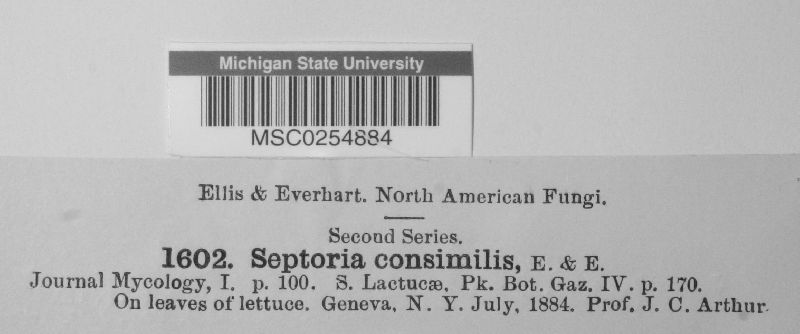 Michigan State University
MSC0254884
Ellis & Everhart. North American Fungi.
Second Series.
1602. Septoria consimilis, E. & E.
Journal Mycology, I. p. 100. S. Lactucæ, Pk. Bot. Gaz. IV. p. 170.
On leaves of lettuce. Geneva, N. Y. July, 1884. Prof. J. C. Arthur.